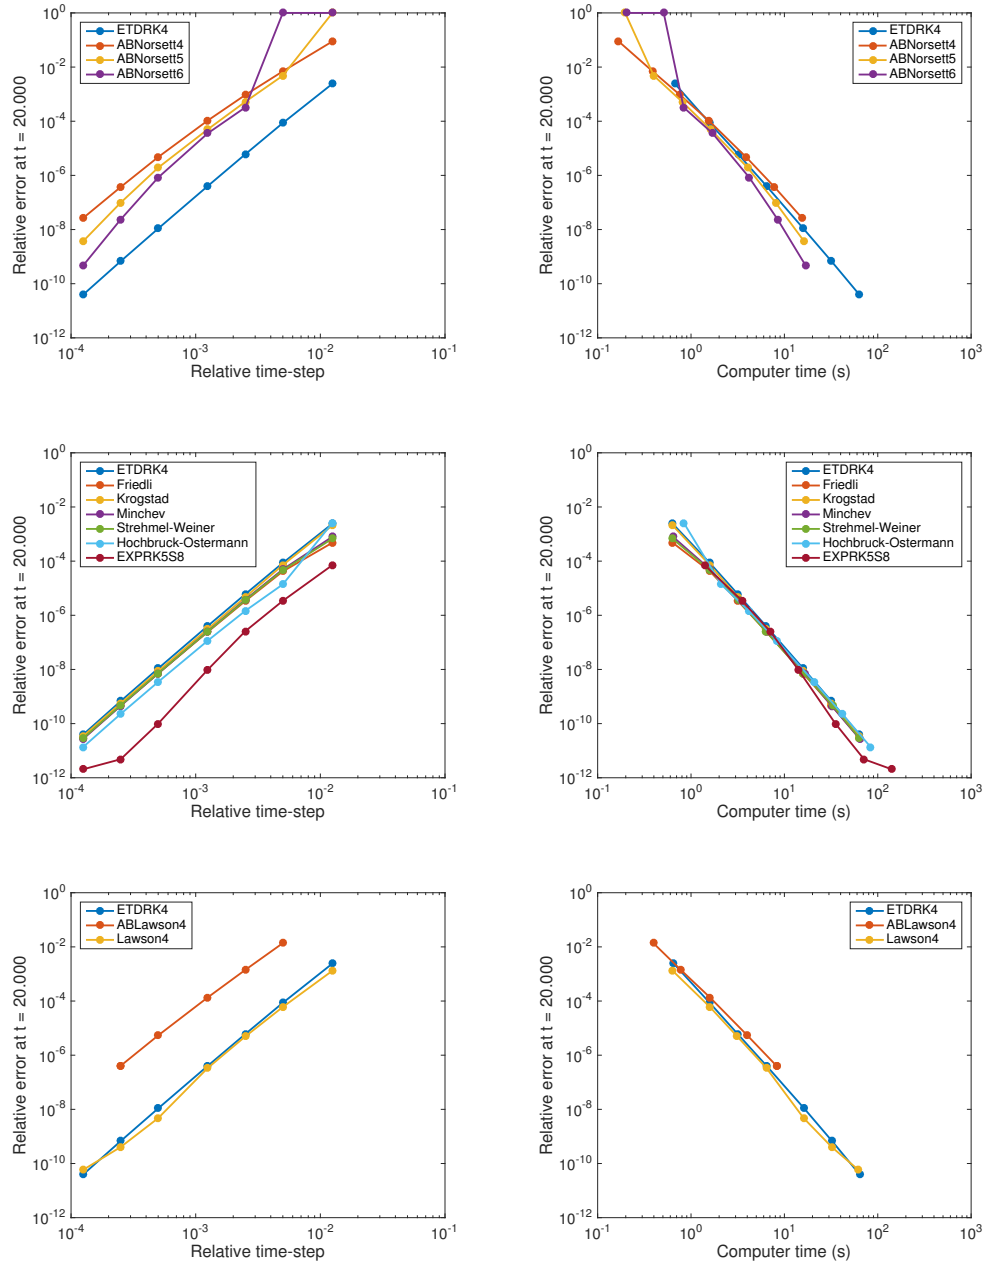 10^0
10^-2
10^-4
10^-6
10^-8
10^-10
10^-12
Relative error at t = 20.000
ETDRK4
ABNorsett4
ABNorsett5
ABNorsett6
10^-4
10^-3
10^-2
10^-1
Relative time-step
10^0
10^-2
10^-4
10^-6
10^-8
10^-10
10^-12
Relative error at t = 20.000
ETDRK4
ABNorsett4
ABNorsett5
ABNorsett6
10^-1
10^0
10^1
10^2
10^3
Computer time (s)
10^0
10^-2
10^-4
10^-6
10^-8
10^-10
10^-12
Relative error at t = 20.000
ETDRK4
Friedli
Krogstad
Minchev
Strehmel-Weiner
Hochbruck-Ostermann
EXPRK5S8
10^-4
10^-3
10^-2
10^-1
Relative time-step
10^0
10^-2
10^-4
10^-6
10^-8
10^-10
10^-12
Relative error at t = 20.000
ETDRK4
Friedli
Krogstad
Minchev
Strehmel-Weiner
Hochbruck-Ostermann
EXPRK5S8
10^-1
10^0
10^1
10^2
10^3
Computer time (s)
10^0
10^-2
10^-4
10^-6
10^-8
10^-10
10^-12
Relative error at t = 20.000
ETDRK4
ABLawson4
Lawson4
10^-4
10^-3
10^-2
10^-1
Relative time-step
10^0
10^-2
10^-4
10^-6
10^-8
10^-10
10^-12
Relative error at t = 20.000
ETDRK4
ABLawson4
Lawson4
10^-1
10^0
10^1
10^2
10^3
Computer time (s)